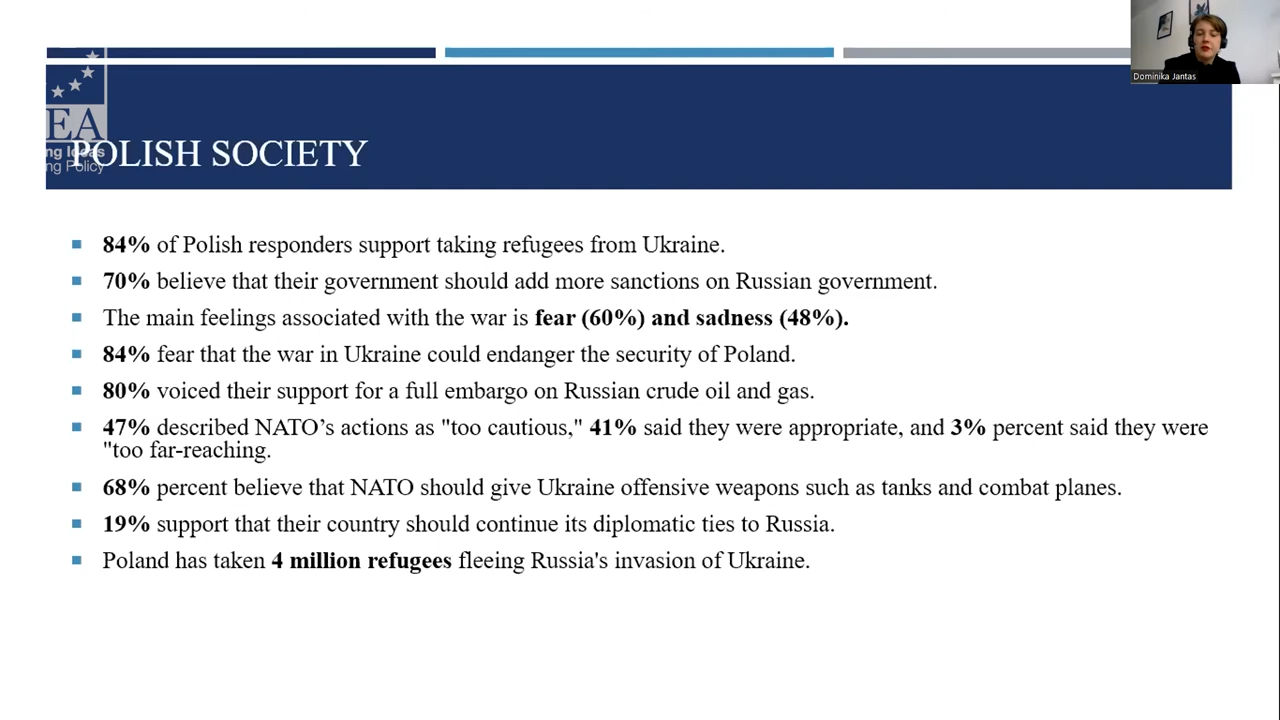 Dominika Jantas
EA
ng Ideas
ng Policy
POLISH SOCIETY
84% of Polish responders support taking refugees from Ukraine.
70% believe that their government should add more sanctions on Russian government.
The main feelings associated with the war is fear (60%) and sadness (48%).
84% fear that the war in Ukraine could endanger the security of Poland.
80% voiced their support for a full embargo on Russian crude oil and gas.
47% described NATO’s actions as "too cautious," 41% said they were appropriate, and 3% percent said they were
"too far-reaching.
68% percent believe that NATO should give Ukraine offensive weapons such as tanks and combat planes.
19% support that their country should continue its diplomatic ties to Russia.
Poland has taken 4 million refugees fleeing Russia's invasion of Ukraine.